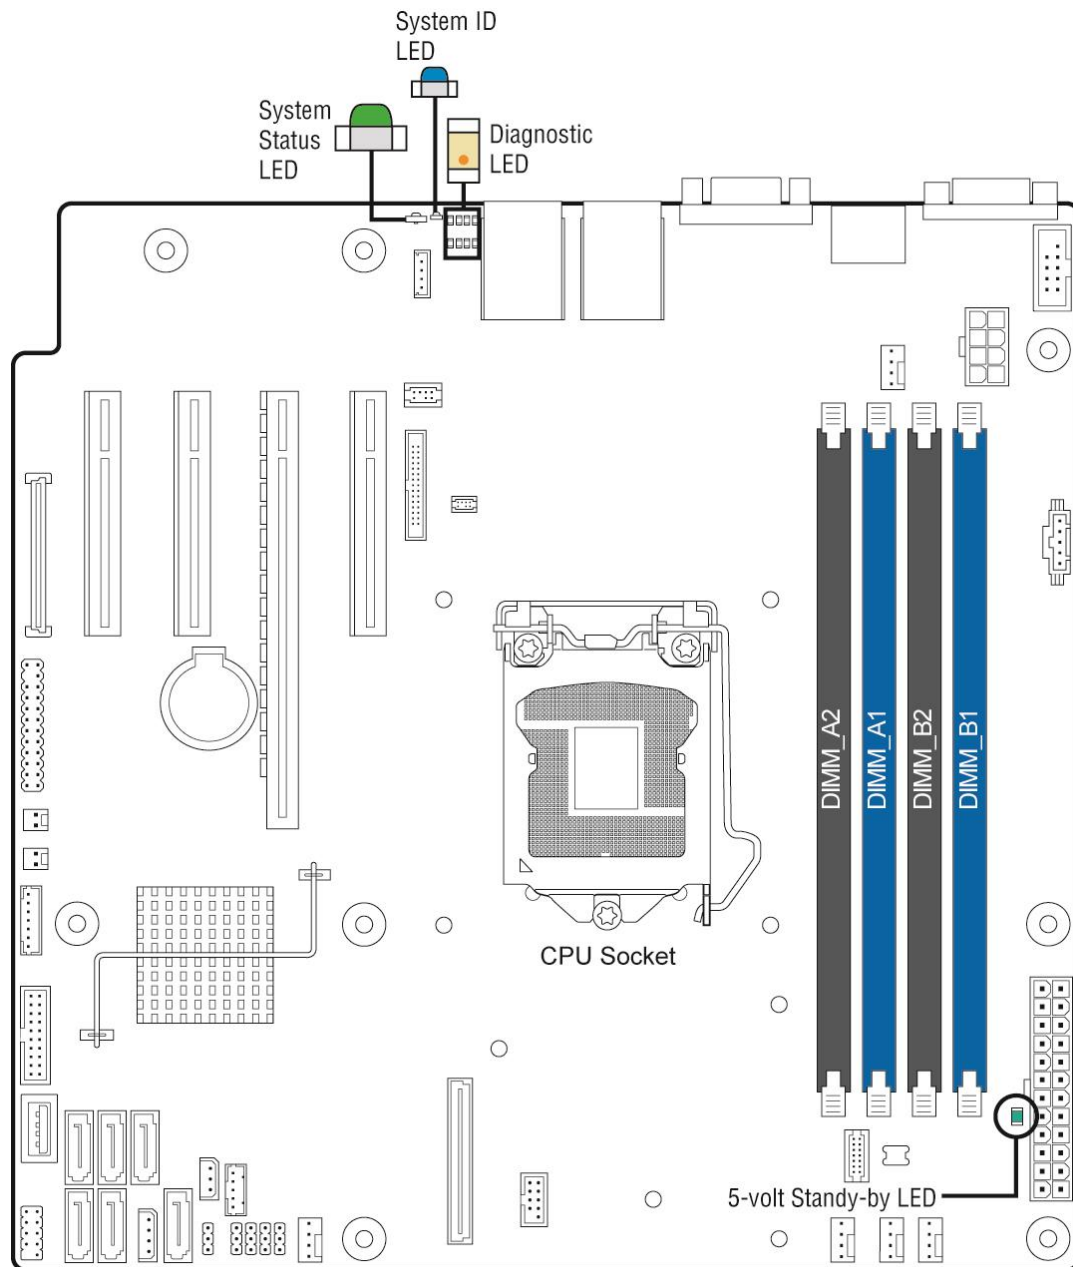 System ID
LED
System
Status
LED
Diagnostic
LED
DIMM_A2
DIMM_A1
DIMM_B2
DIMM_B1
CPU Socket
5-volt Standy-by LED